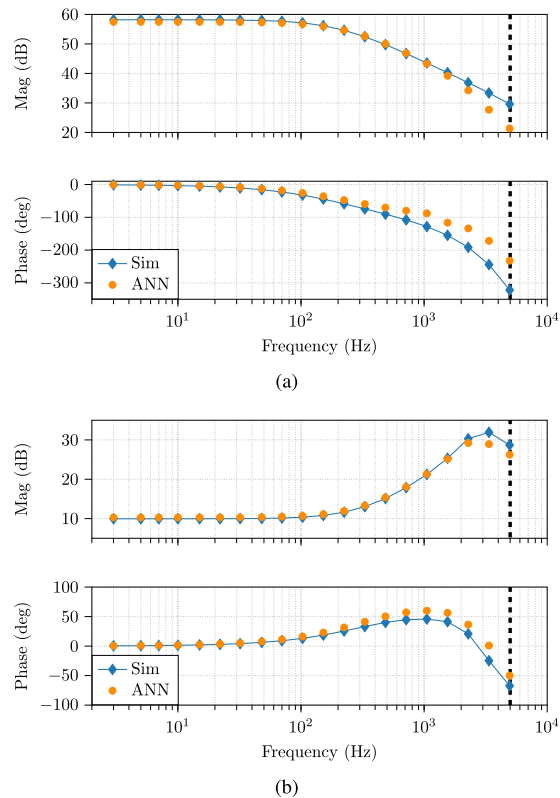 60
50
40
30
20
Mag (dB)
0
−100
−200
−300
Phase (deg)
Sim
ANN
10^1
10^2
10^3
10^4
Frequency (Hz)
(a)
30
20
10
Mag (dB)
100
50
0
−50
−100
Phase (deg)
Sim
ANN
10^1
10^2
10^3
10^4
Frequency (Hz)
(b)